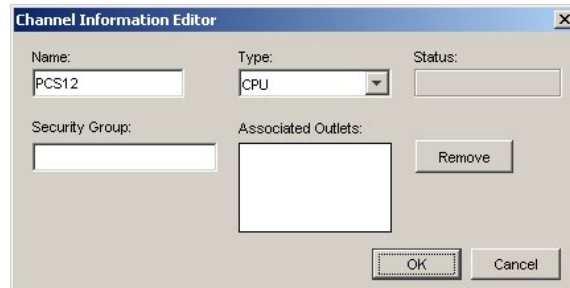 Channel Information Editor
Name:
Type:
Status:
PCS12
CPU
Security Group:
Associated Outlets:
Remove
OK
Cancel